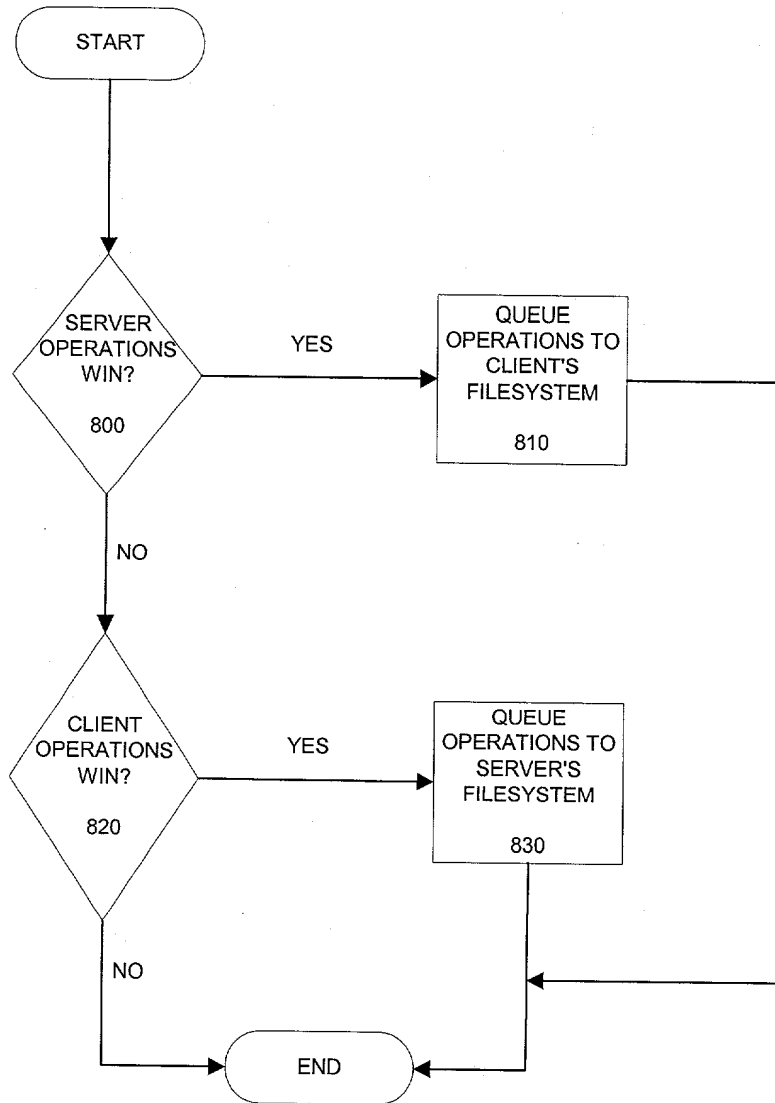 START
SERVER
OPERATIONS
WIN?
800
YES
QUEUE
OPERATIONS TO
CLIENT'S
FILESYSTEM
810
NO
CLIENT
OPERATIONS
WIN?
820
YES
QUEUE
OPERATIONS TO
SERVER'S
FILESYSTEM
830
NO
END